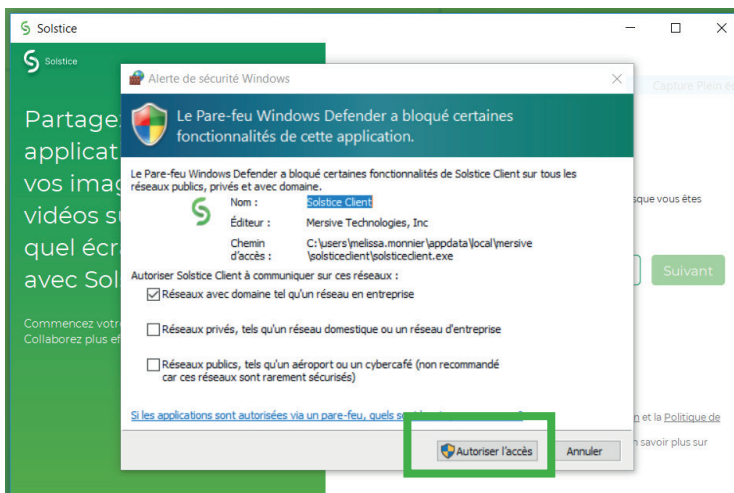 Solstice
Solstice
Alerte de sécurité Windows
Capture Plein
Le Pare-feu Windows Defender a bloqué certaines
fonctionnalités de cette application.
Partage
applicat
vos imag
vidéos s
quel écr
avec Sol
Commencez votr
Collaborez plus ef
Le Pare-feu Windows Defender a bloqué certaines fonctionnalités de Solstice Client sur tous les
réseaux publics, privés et avec domaine.
Nom : Solstice Client
Éditeur : Mersive Technologies, Inc
Chemin C:\users\melissa.monnier\appdata\local\mersive
d'accès : \solsticeclient\solsticeclient.exe
Autoriser Solstice Client à communiquer sur ces réseaux :
Réseaux avec domaine tel qu'un réseau en entreprise
Réseaux privés, tels qu'un réseau domestique ou un réseau d'entreprise
Réseaux publics, tels qu'un aéroport ou un cybercafé (non recommandé
car ces réseaux sont rarement sécurisés)
Si les applications sont autorisées via un pare-feu, quels
Autoriser l'accès
Annuler
sque vous êtes
Suivant
et la Politique de
savoir plus sur